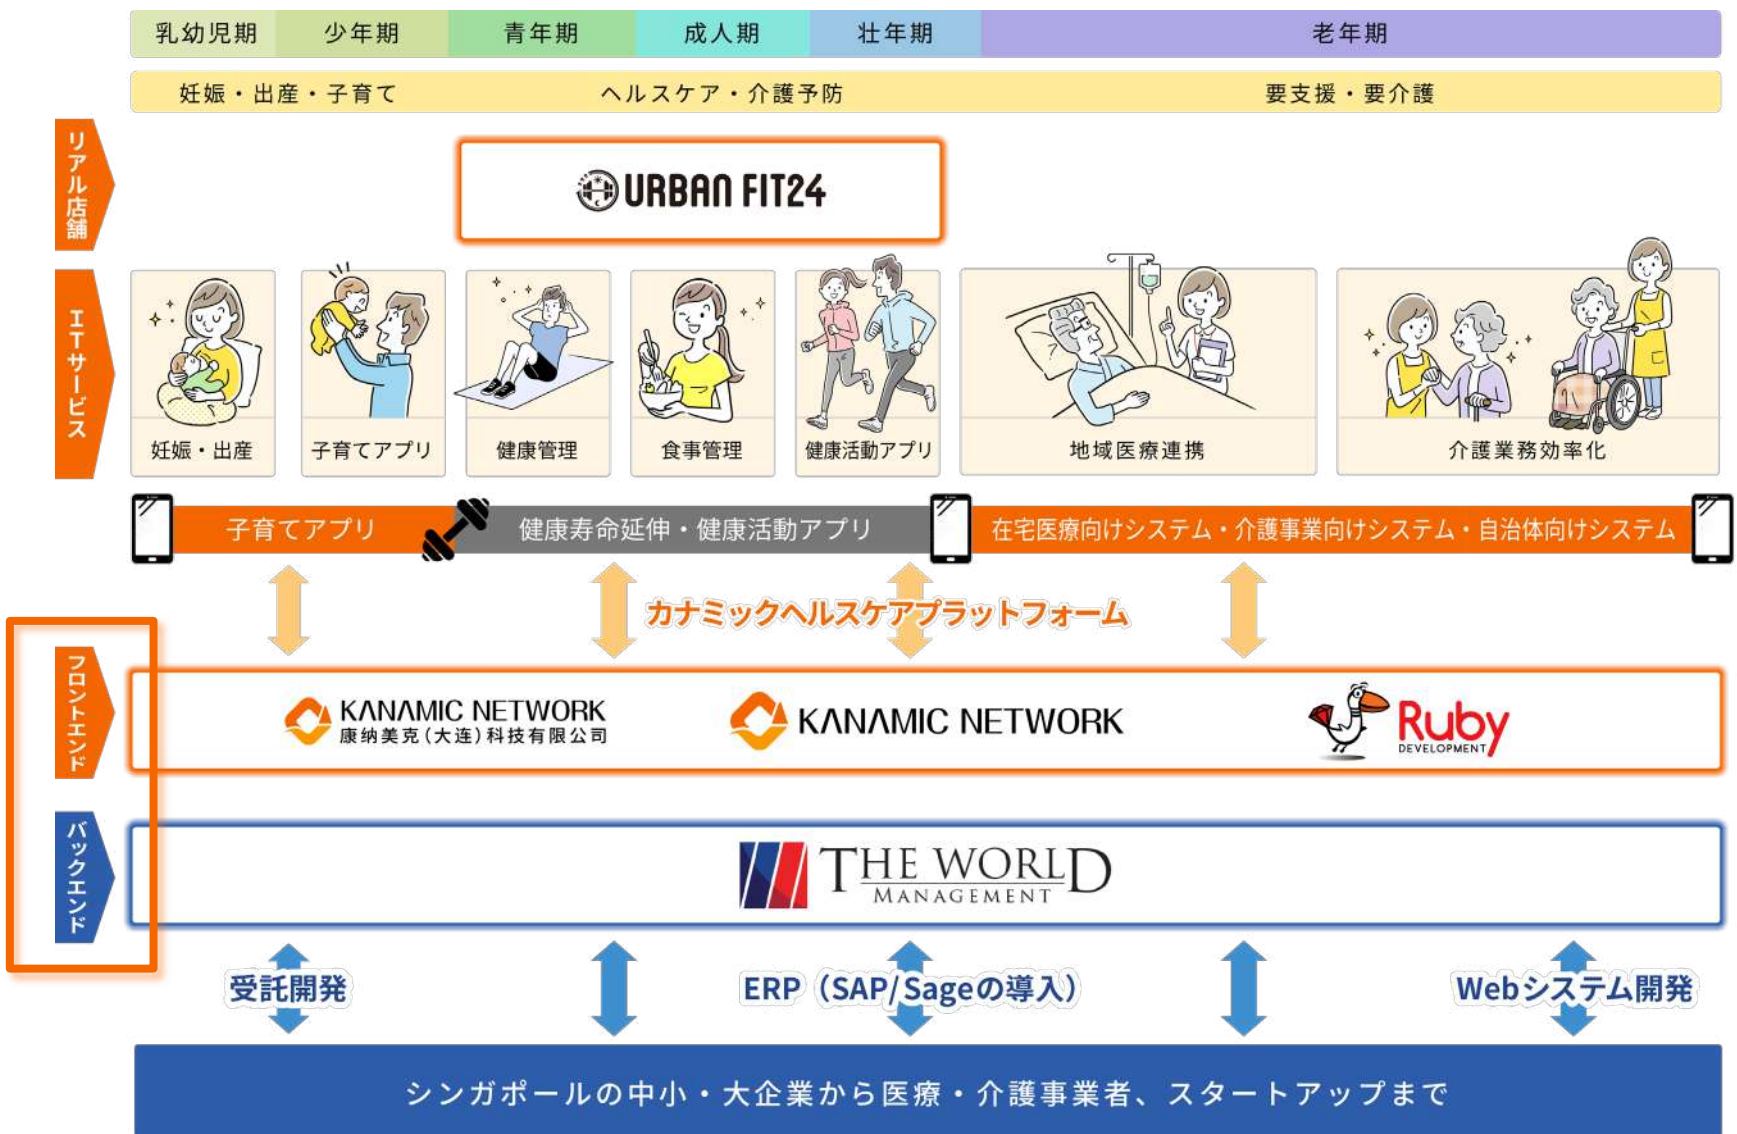 乳幼児期
少年期
青年期
成人期
壮年期
老年期
妊娠・出産・子育て
ヘルスケア・介護予防
要支援・要介護
リアル店舗
URBAN FIT24
ITサービス
妊娠・出産
子育てアプリ
健康管理
食事管理
健康活動アプリ
地域医療連携
介護業務効率化
子育てアプリ
健康寿命延伸・健康活動アプリ
在宅医療向けシステム・介護事業向けシステム・自治体向けシステム
カナミックヘルスケアプラットフォーム
フロントエンド
KANAMIC NETWORK
康纳美克(大连)科技有限公司
KANAMIC NETWORK
Ruby
DEVELOPMENT
バックエンド
THE WORLD
MANAGEMENT
受託開発
ERP（SAP/Sageの導入）
Webシステム開発
シンガポールの中小・大企業から医療・介護事業者、スタートアップまで